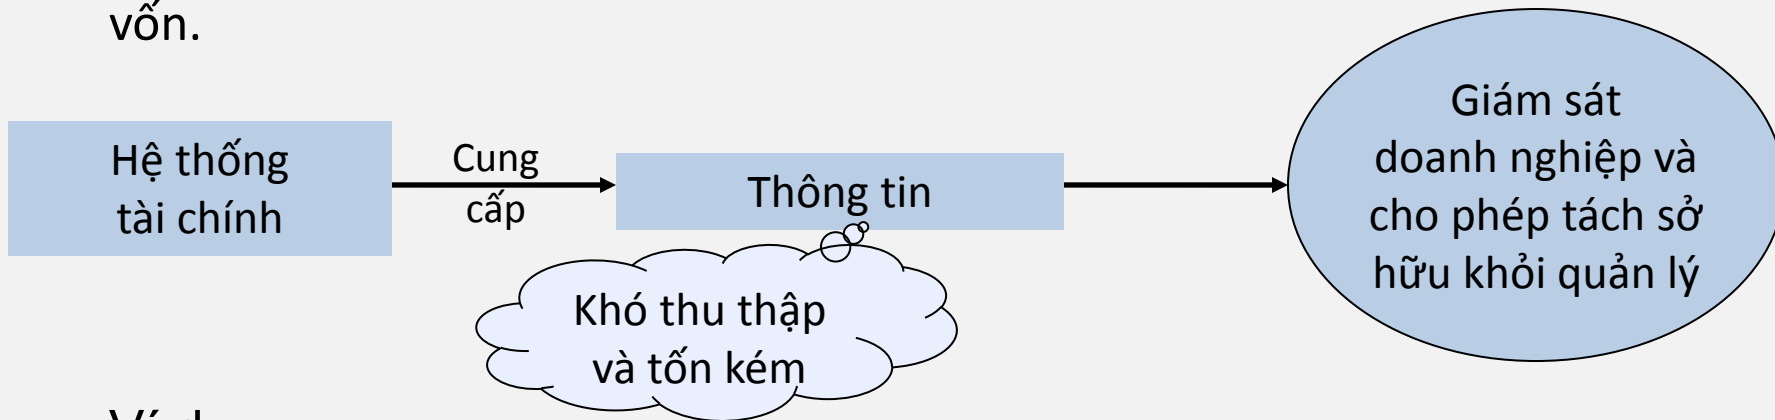 vốn.
Hệ thống
tài chính
Cung
cấp
Thông tin
Khó thu thập
và tốn kém
Giám sát
doanh nghiệp và
cho phép tách sở
hữu khỏi quản lý